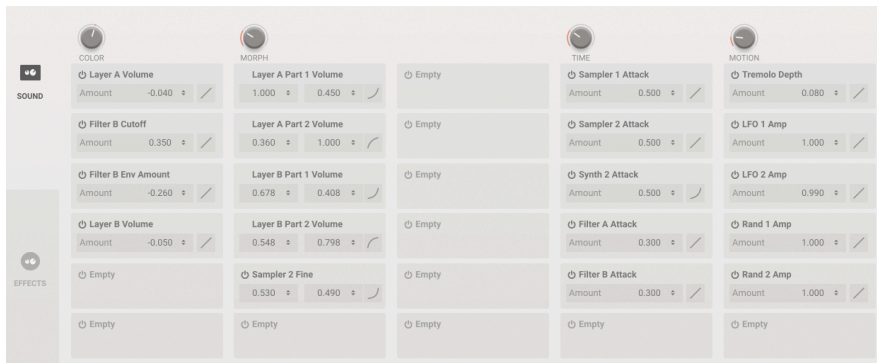 COLOR
MORPH
TIME
MOTION
SOUND
EFFECTS
Layer A Volume
Amount -0.040
Filter B Cutoff
Amount 0.350
Filter B Env Amount
Amount -0.260
Layer B Volume
Amount -0.050
Empty
Empty
Layer A Part 1 Volume
1.000 0.450
Layer A Part 2 Volume
0.360 1.000
Layer B Part 1 Volume
0.678 0.408
Layer B Part 2 Volume
0.548 0.798
Sampler 2 Fine
0.530 0.490
Empty
Empty
Empty
Empty
Empty
Empty
Empty
Sampler 1 Attack
Amount 0.500
Sampler 2 Attack
Amount 0.500
Synth 2 Attack
Amount 0.500
Filter A Attack
Amount 0.300
Filter B Attack
Amount 0.300
Empty
Tremolo Depth
Amount 0.080
LFO 1 Amp
Amount 1.000
LFO 2 Amp
Amount 0.990
Rand 1 Amp
Amount 1.000
Rand 2 Amp
Amount 1.000
Empty